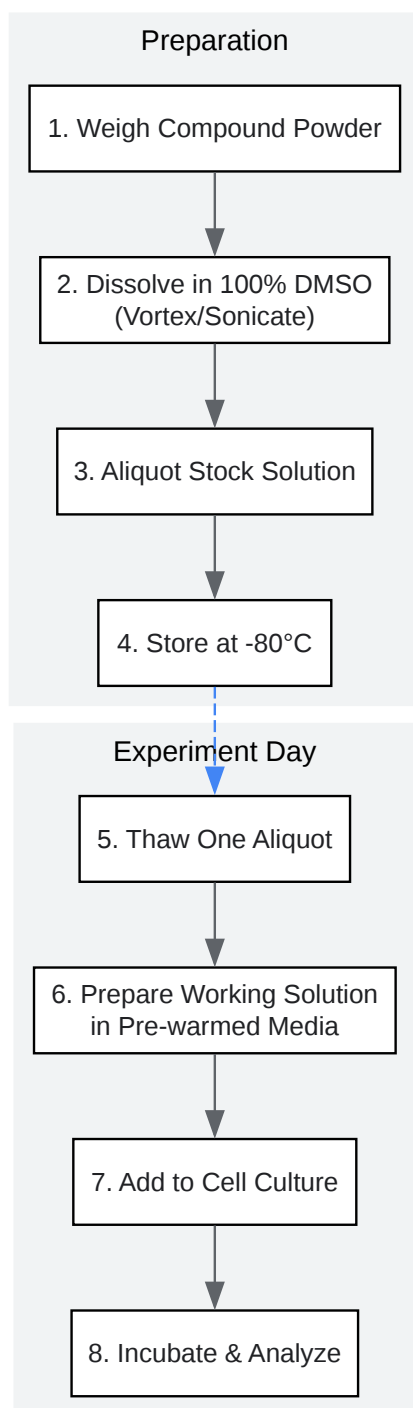 Preparation
1. Weigh Compound Powder
2. Dissolve in 100% DMSO
(Vortex/Sonicate)
3. Aliquot Stock Solution
4. Store at -80°C
Experiment Day
5. Thaw One Aliquot
6. Prepare Working Solution
in Pre-warmed Media
7. Add to Cell Culture
8. Incubate & Analyze